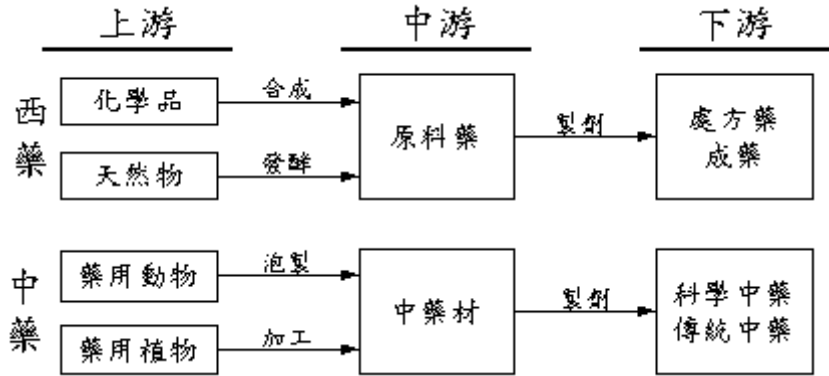 上游
中游
下游
西藥
化學品
合成
天然物
發酵
原料藥
製劑
處方藥
成藥
中藥
藥用動物
泡製
藥用植物
加工
中藥材
製劑
科學中藥
傳統中藥